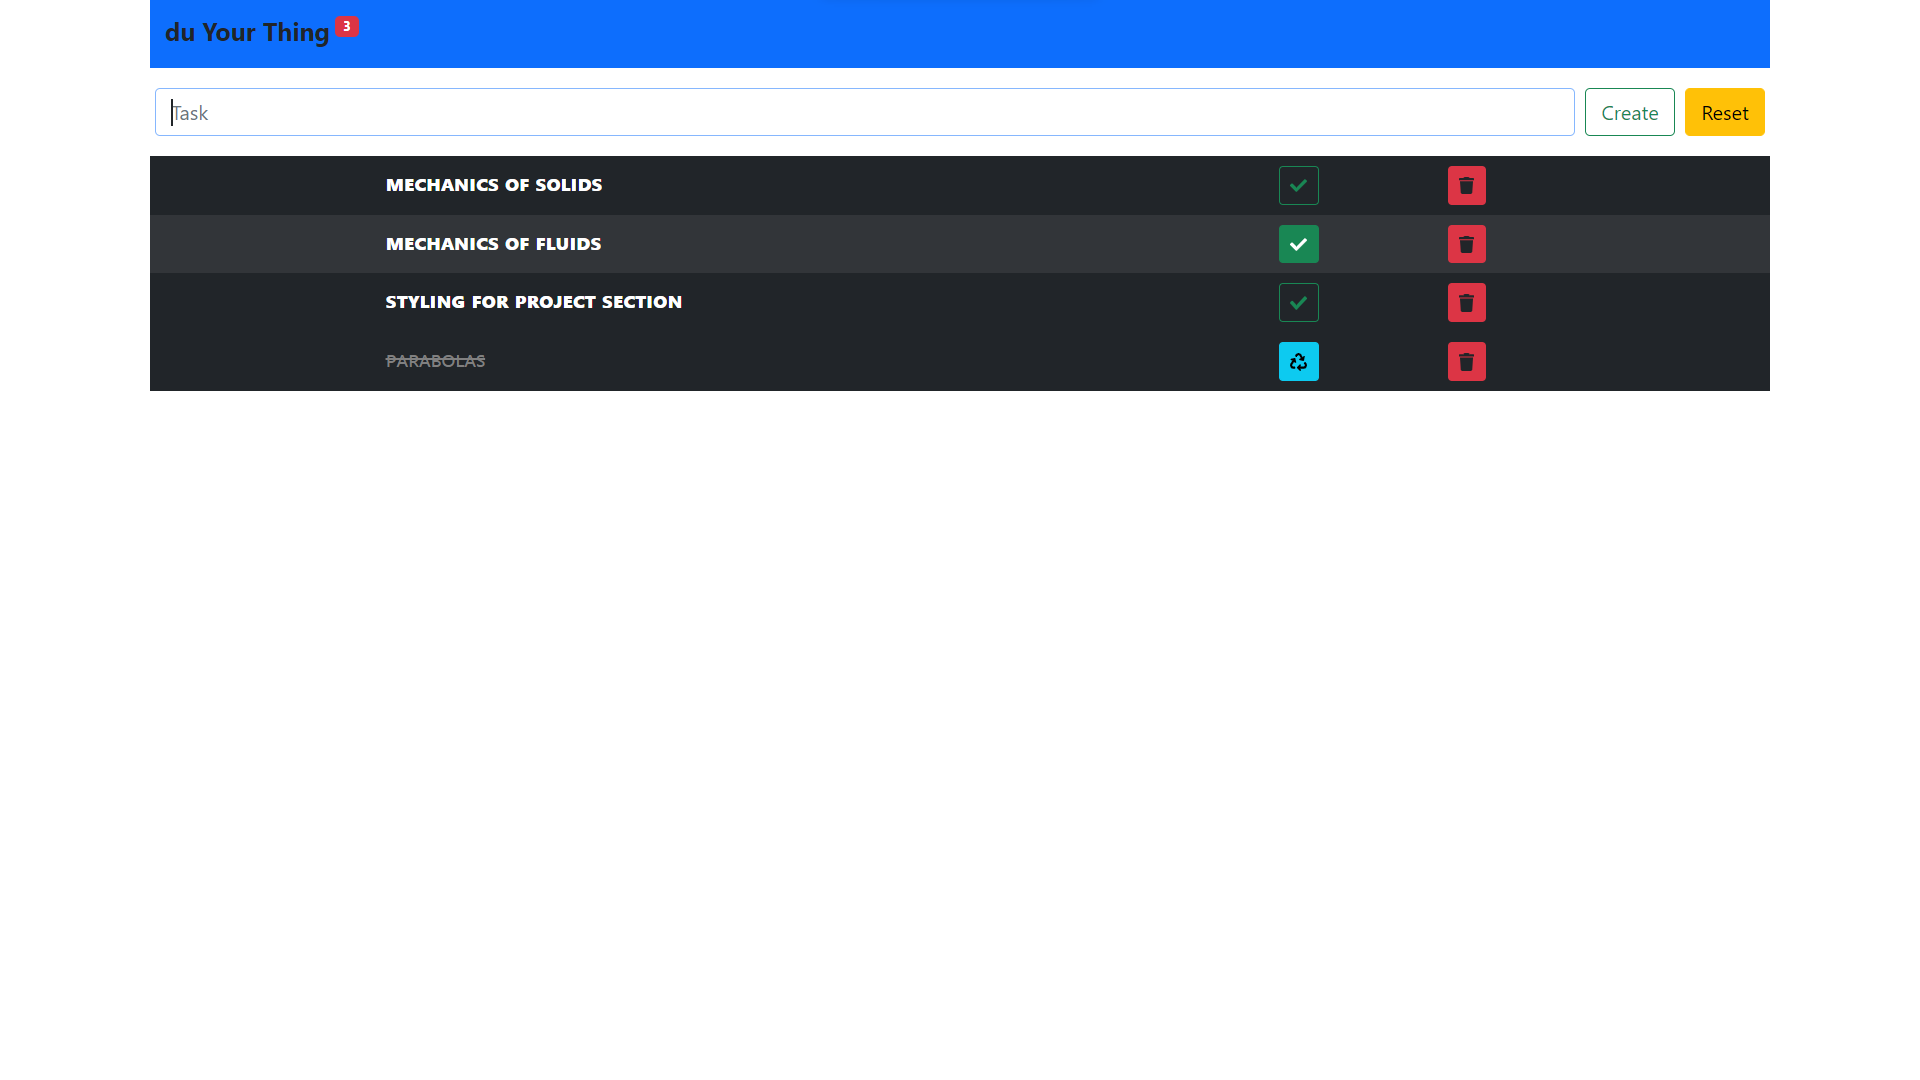 du Your Thing 3
Task
Create
Reset
MECHANICS OF SOLIDS
MECHANICS OF FLUIDS
STYLING FOR PROJECT SECTION
PARABOLAS